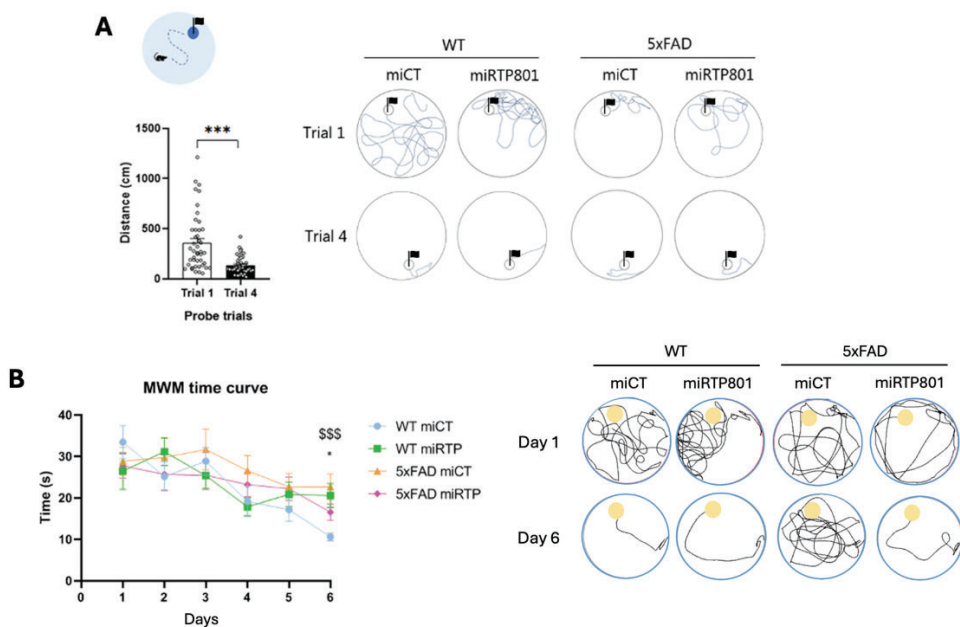 A
WT
5xFAD
miCT
miRTP801
miCT
miRTP801
Trial 1
Trial 4
1500
***
1000
500
0
Distance (cm)
Trial 1
Trial 4
Probe trials
B
MWM time curve
40
30
20
10
0
Time (s)
1
2
3
4
5
6
Days
$$$
*
WT miCT
WT miRTP
5xFAD miCT
5xFAD miRTP
WT
5xFAD
miCT
miRTP801
miCT
miRTP801
Day 1
Day 6